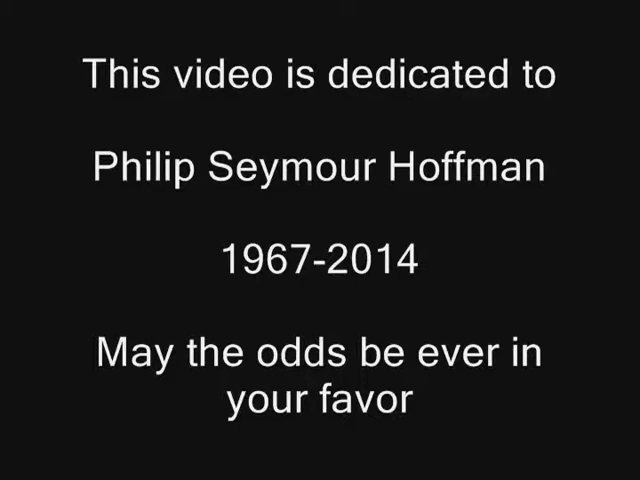 This video is dedicated to
Philip Seymour Hoffman
1967-2014
May the odds be ever in
your favor